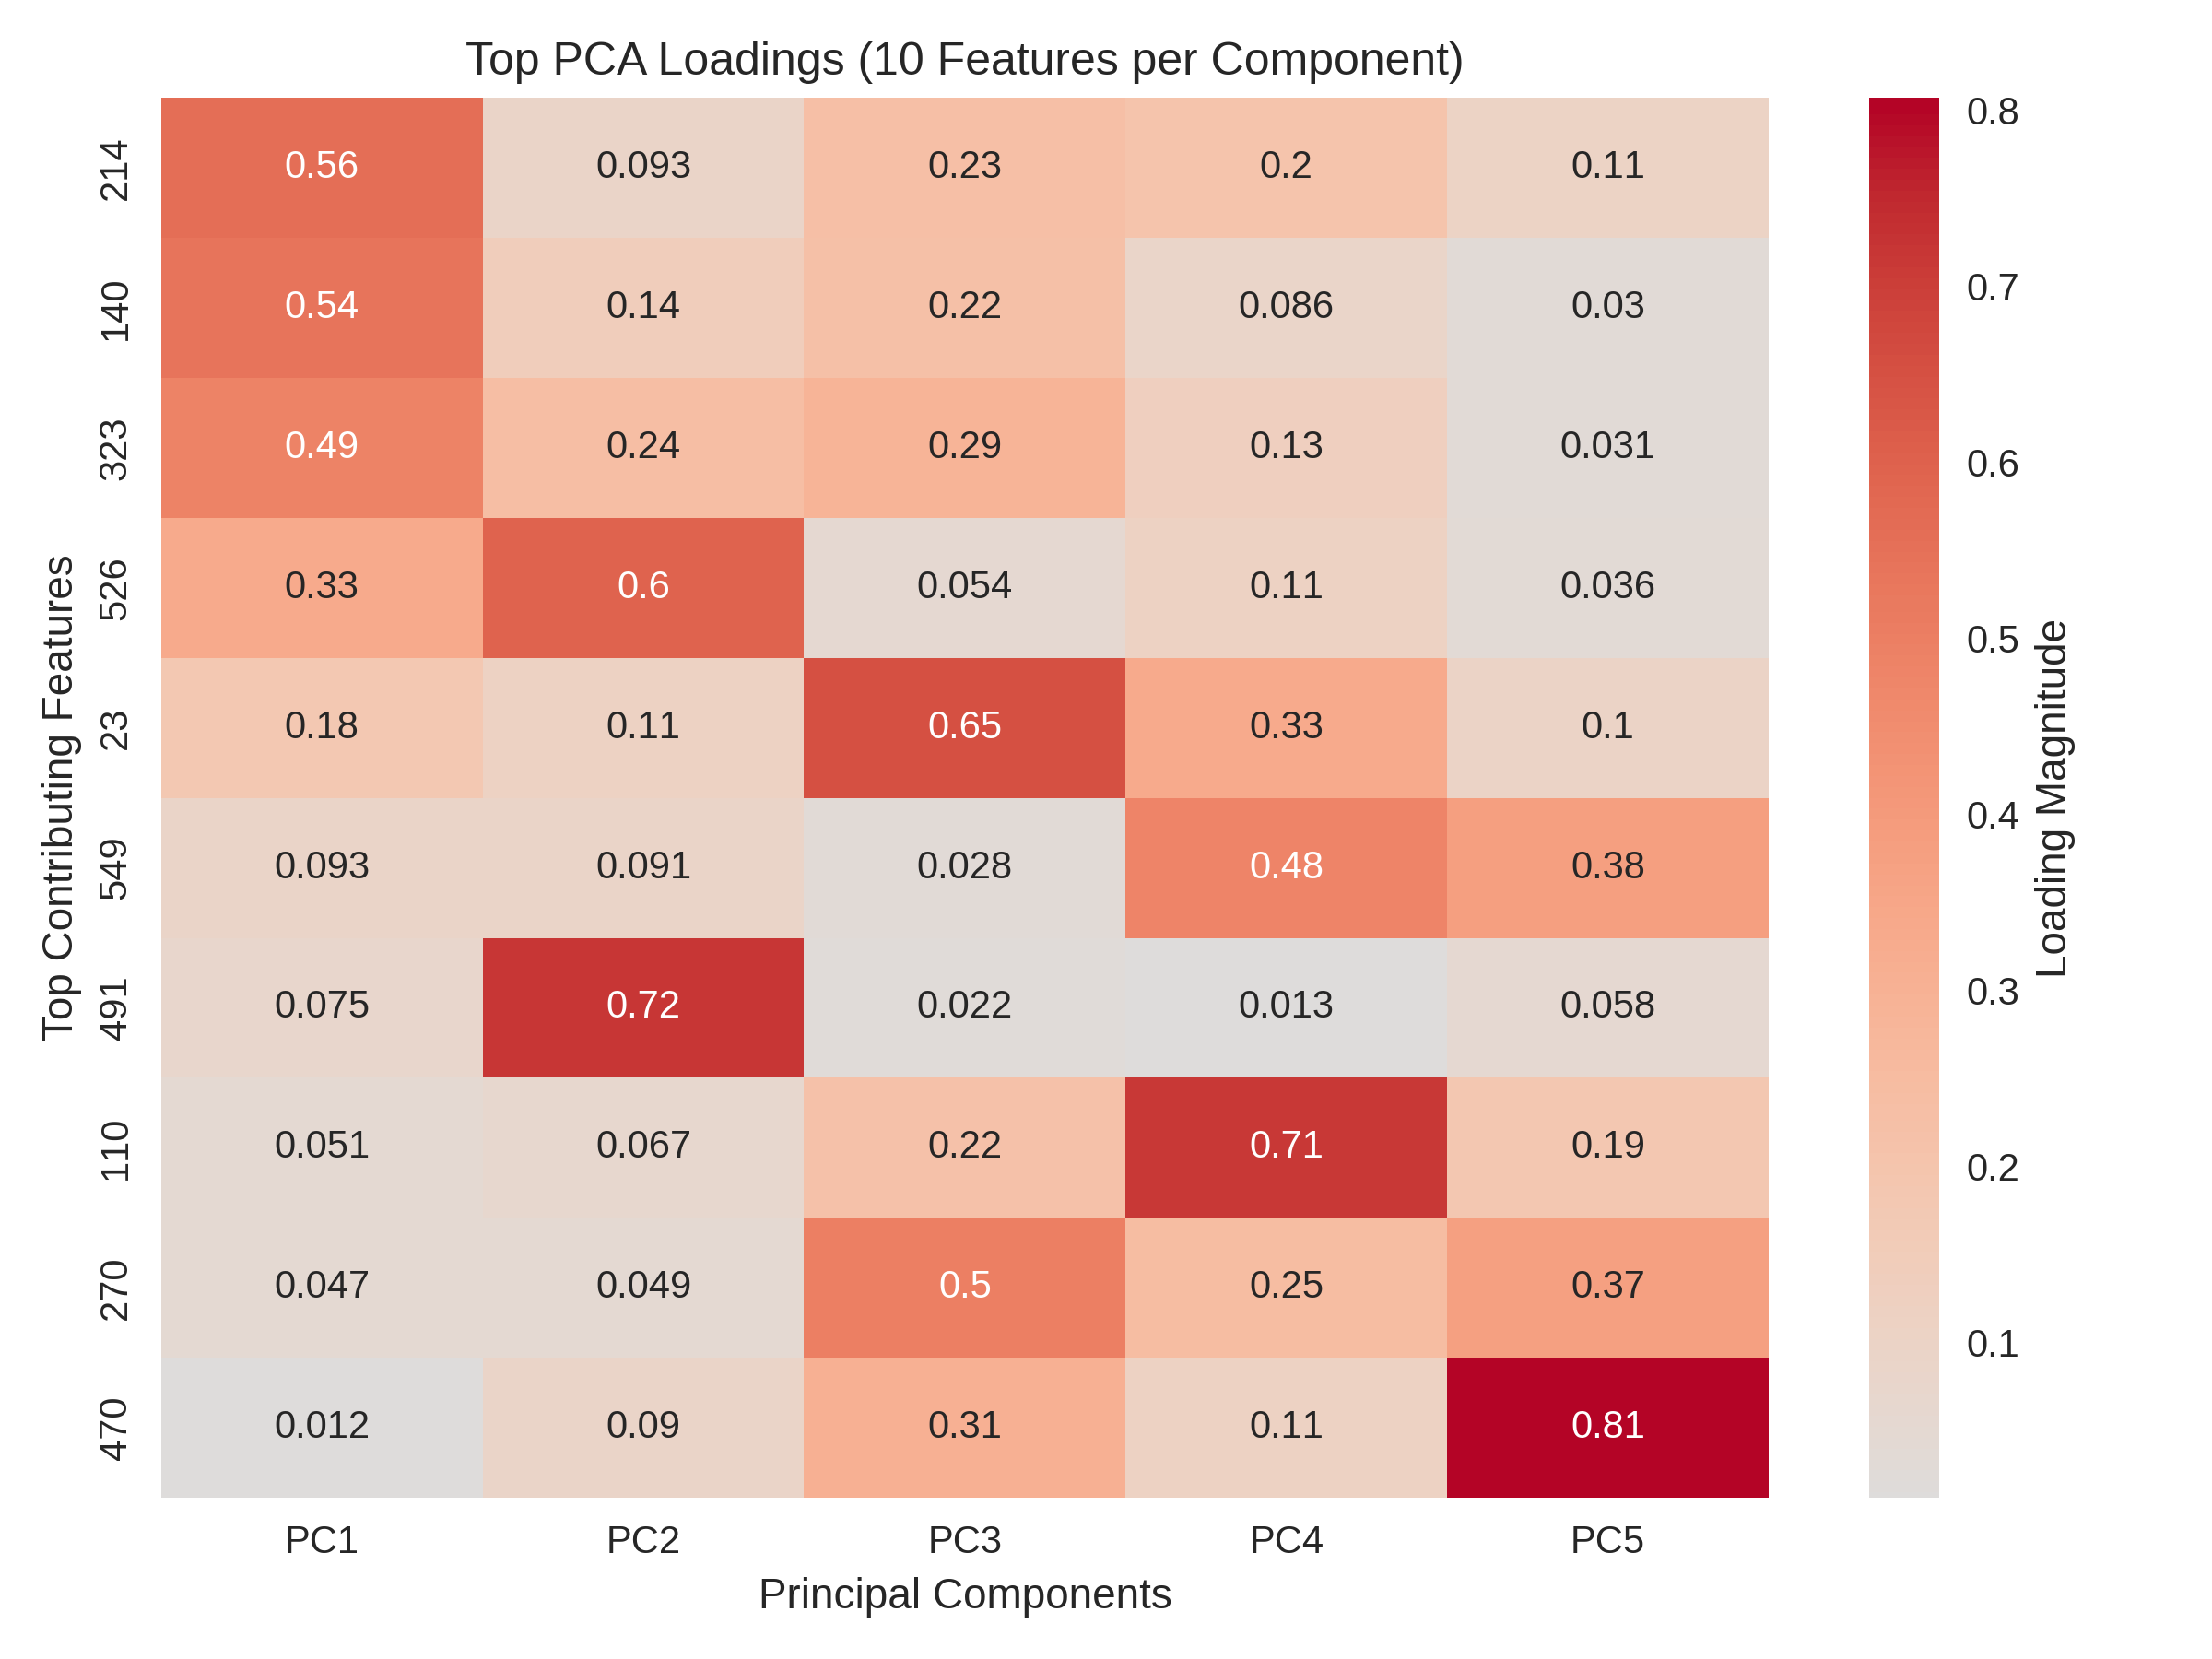 Top PCA Loadings (10 Features per Component)
214 0.56 0.093 0.23 0.2 0.11
140 0.54 0.14 0.22 0.086 0.03
323 0.49 0.24 0.29 0.13 0.031
526 0.33 0.6 0.054 0.11 0.036
23 0.18 0.11 0.65 0.33 0.1
549 0.093 0.091 0.028 0.48 0.38
491 0.075 0.72 0.022 0.013 0.058
110 0.051 0.067 0.22 0.71 0.19
270 0.047 0.049 0.5 0.25 0.37
470 0.012 0.09 0.31 0.11 0.81
PC1 PC2 PC3 PC4 PC5
Principal Components
Top Contributing Features
0.8
0.7
0.6
0.5
0.4
0.3
0.2
0.1
Loading Magnitude